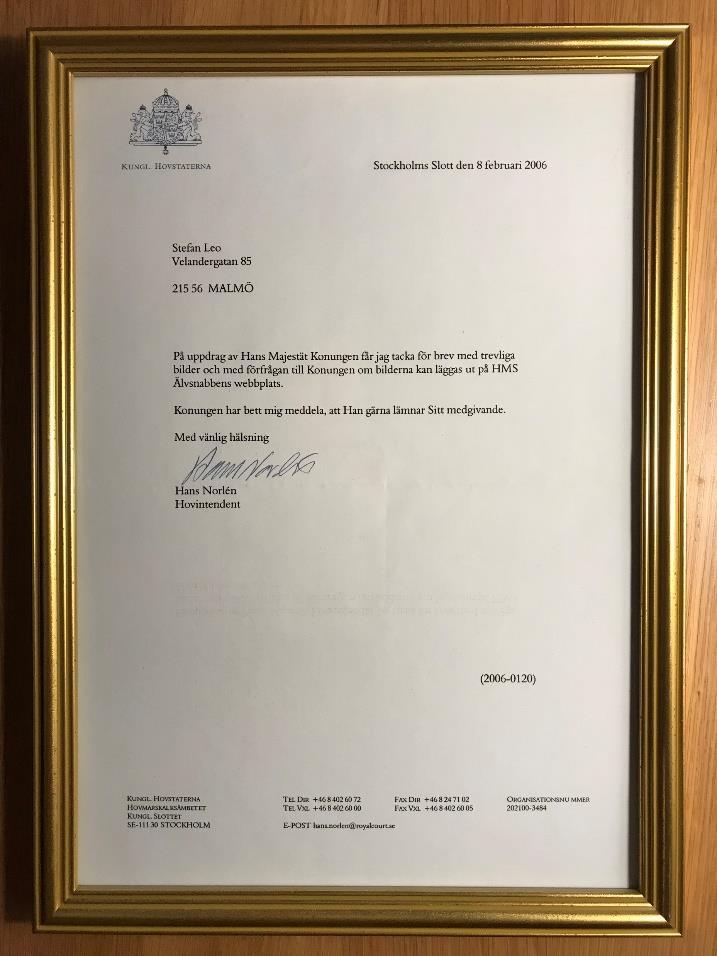 KUNGL. HOVSTATERNA
Stockholms Slott den 8 februari 2006
Stefan Leo
Velandergatan 85
215 56 MALMÖ
På uppdrag av Hans Majestät Konungen får jag tacka för brev med trevliga
bilder och med förfrågan till Konungen om bilderna kan läggas ut på HMS
Älvsnabbens webbplats.
Konungen har bett mig meddela, att Han gärna lämnar Sitt medgivande.
Med vänlig hälsning
Hans Norlén
Hans Norlén
Hovintendent
(2006-0120)
KUNGL. HOVSTATERNA
HOVMARSKALKSÄMBETET
KUNGL. SLOTTET
SE-111 30 STOCKHOLM
TEL DIR +46 8 402 60 72
TEL VXL +46 8 402 60 00
E-POST hans.norlen@royalcourt.se
FAX DIR +46 8 24 71 02
FAX VXL +46 8 402 60 05
ORGANISATIONSNUMMER
202100-3484